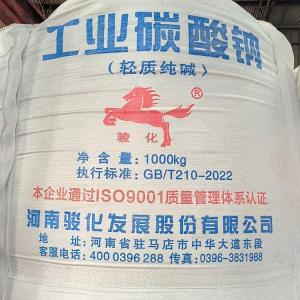 工业碳酸钠
(轻质纯碱)
®
骏化
净含量:1000kg
执行标准:GB/T210-2022
本企业通过ISO9001质量管理体系认证
河南骏化发展股份有限公司
地址:河南省驻马店市中华大道东段
客服电话:400 0396 288 传真:0396-3831988